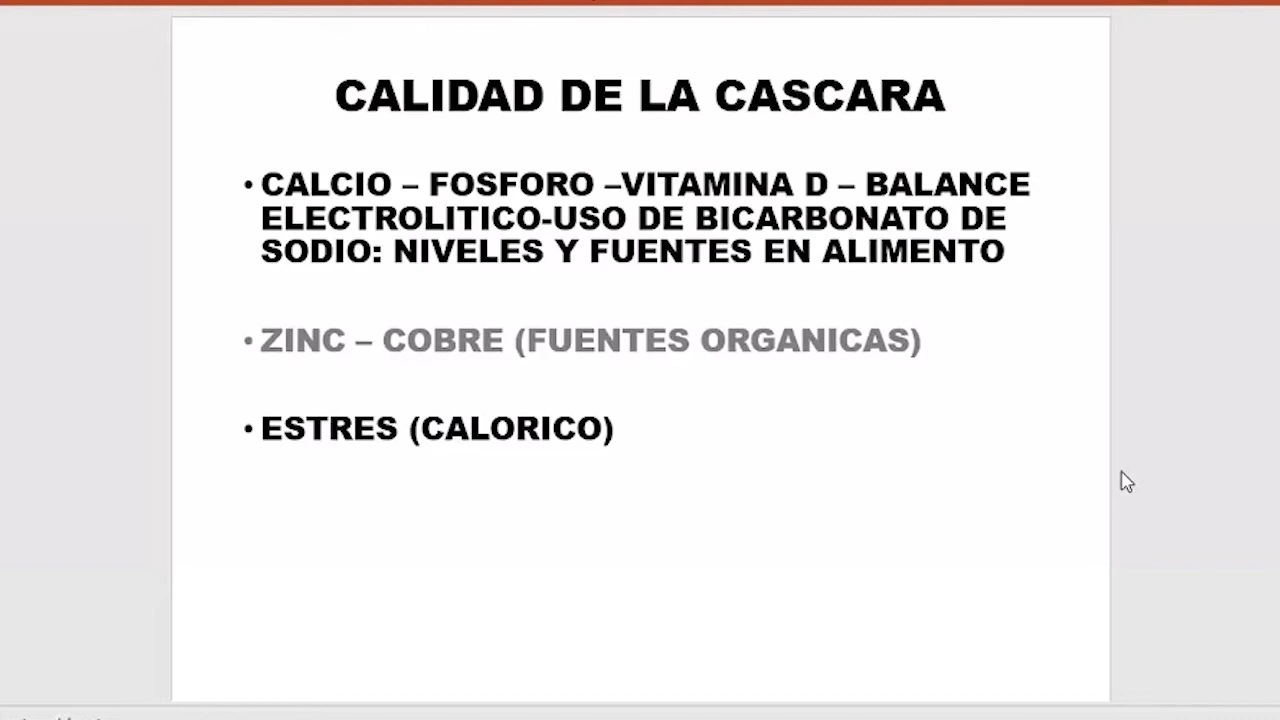 CALIDAD DE LA CASCARA
• CALCIO – FOSFORO –VITAMINA D – BALANCE
ELECTROLITICO-USO DE BICARBONATO DE
SODIO: NIVELES Y FUENTES EN ALIMENTO
• ZINC – COBRE (FUENTES ORGANICAS)
• ESTRES (CALORICO)